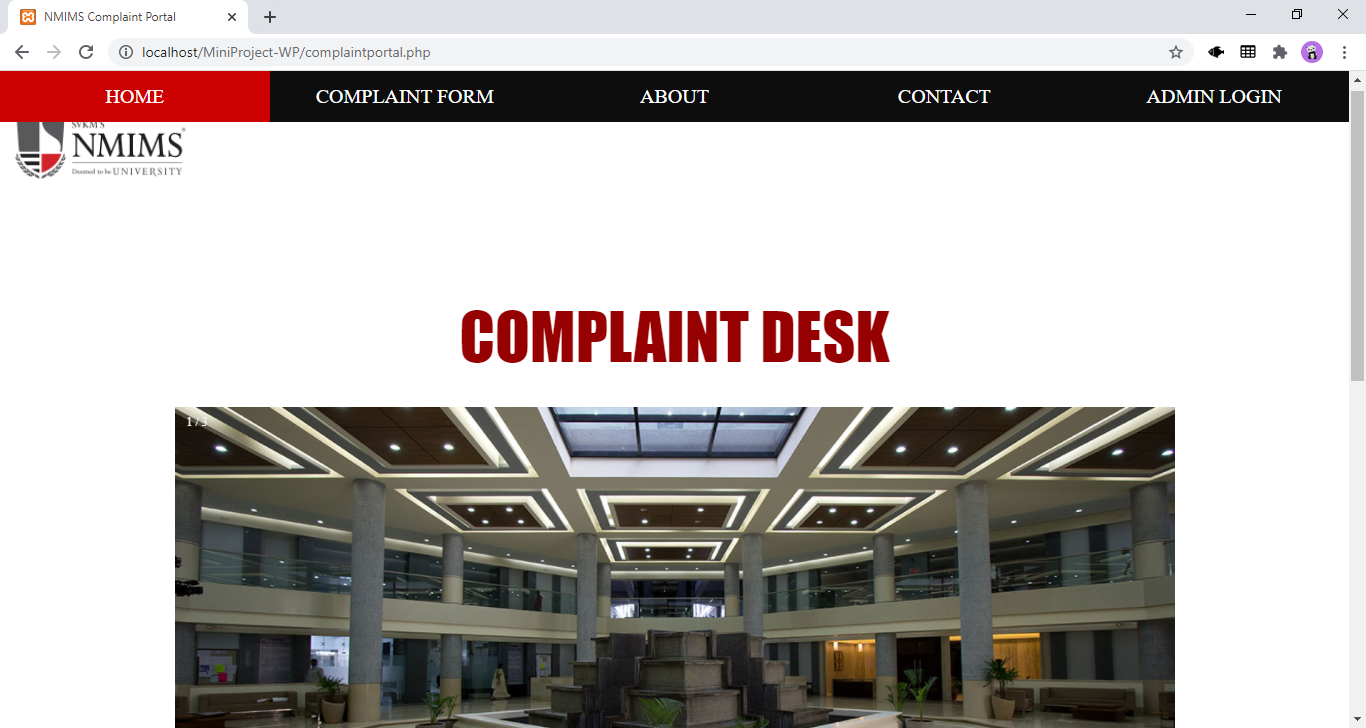 NMIMS Complaint Portal
localhost/MiniProject-WP/complaintportal.php
HOME COMPLAINT FORM ABOUT CONTACT ADMIN LOGIN
SVKM'S
NMIMS
Deemed to be UNIVERSITY
COMPLAINT DESK
1 / 3